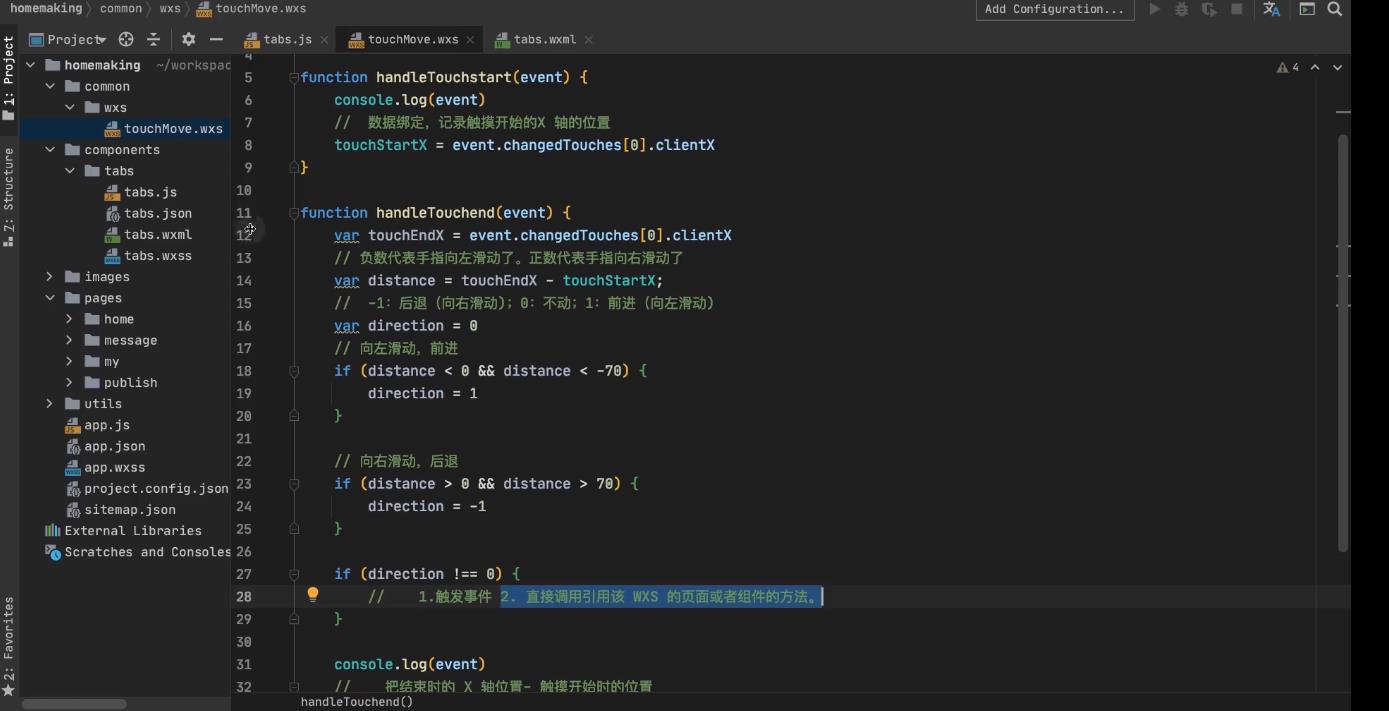 homemaking common wxs touchMove.wxs Add Configuration...
1: Project
Project tabs.js touchMove.wxs tabs.wxml
homemaking ~/workspac
common
wxs
touchMove.wxs
components
tabs
tabs.js
tabs.json
tabs.wxml
tabs.wxss
images
pages
home
message
my
publish
utils
app.js
app.json
app.wxss
project.config.json
sitemap.json
External Libraries
Scratches and Consoles
Z: Structure
2: Favorites
4
4
5 function handleTouchstart(event) {
6 console.log(event)
7 // 数据绑定，记录触摸开始的X 轴的位置
8 touchStartX = event.changedTouches[0].clientX
9 }
10
11 function handleTouchend(event) {
12 var touchEndX = event.changedTouches[0].clientX
13 // 负数代表手指向左滑动了。正数代表手指向右滑动了
14 var distance = touchEndX - touchStartX;
15 // -1：后退（向右滑动）；0：不动；1：前进（向左滑动）
16 var direction = 0
17 // 向左滑动，前进
18 if (distance < 0 && distance < -70) {
19 direction = 1
20 }
21
22 // 向右滑动，后退
23 if (distance > 0 && distance > 70) {
24 direction = -1
25 }
26
27 if (direction !== 0) {
28 // 1.触发事件 2. 直接调用引用该 WXS 的页面或者组件的方法。
29 }
30
31 console.log(event)
32 // 把结束时的 X 轴位置- 触摸开始时的位置
handleTouchend()